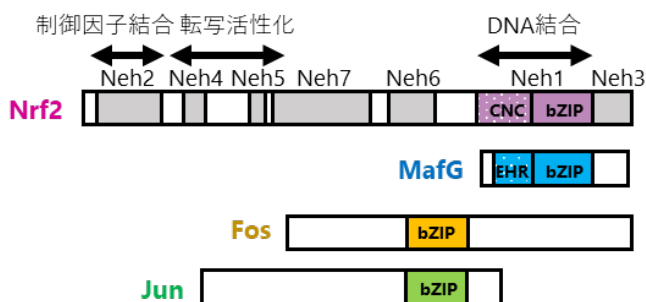 制御因子結合 転写活性化 DNA結合
Neh2 Neh4 Neh5 Neh7 Neh6 Neh1 Neh3
Nrf2 CNC bZIP
MafG EHR bZIP
Fos bZIP
Jun bZIP